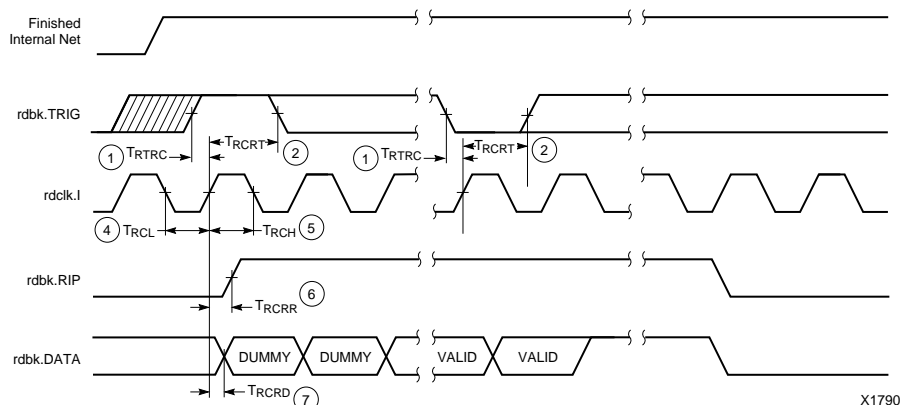 Finished
Internal Net
rdbk.TRIG
TRCRT
TRCRT
1
TRTRC
2
1
TRTRC
2
rdclk.I
4
TRCL
TRCH
5
rdbk.RIP
TRCRR
6
rdbk.DATA
DUMMY
DUMMY
VALID
VALID
TRCRD
7
X1790